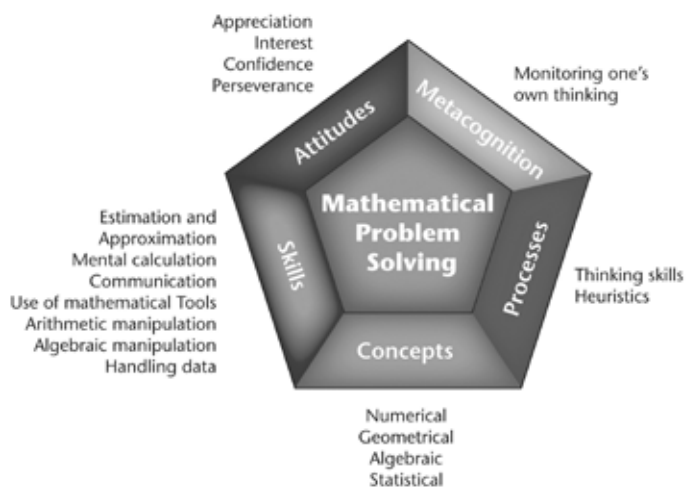 Appreciation
Interest
Confidence
Perseverance
Attitudes
Metacognition
Monitoring one's
own thinking
Mathematical
Problem
Solving
Estimation and
Approximation
Mental calculation
Communication
Use of mathematical Tools
Arithmetic manipulation
Algebraic manipulation
Handling data
Skills
Processes
Thinking skills
Heuristics
Concepts
Numerical
Geometrical
Algebraic
Statistical